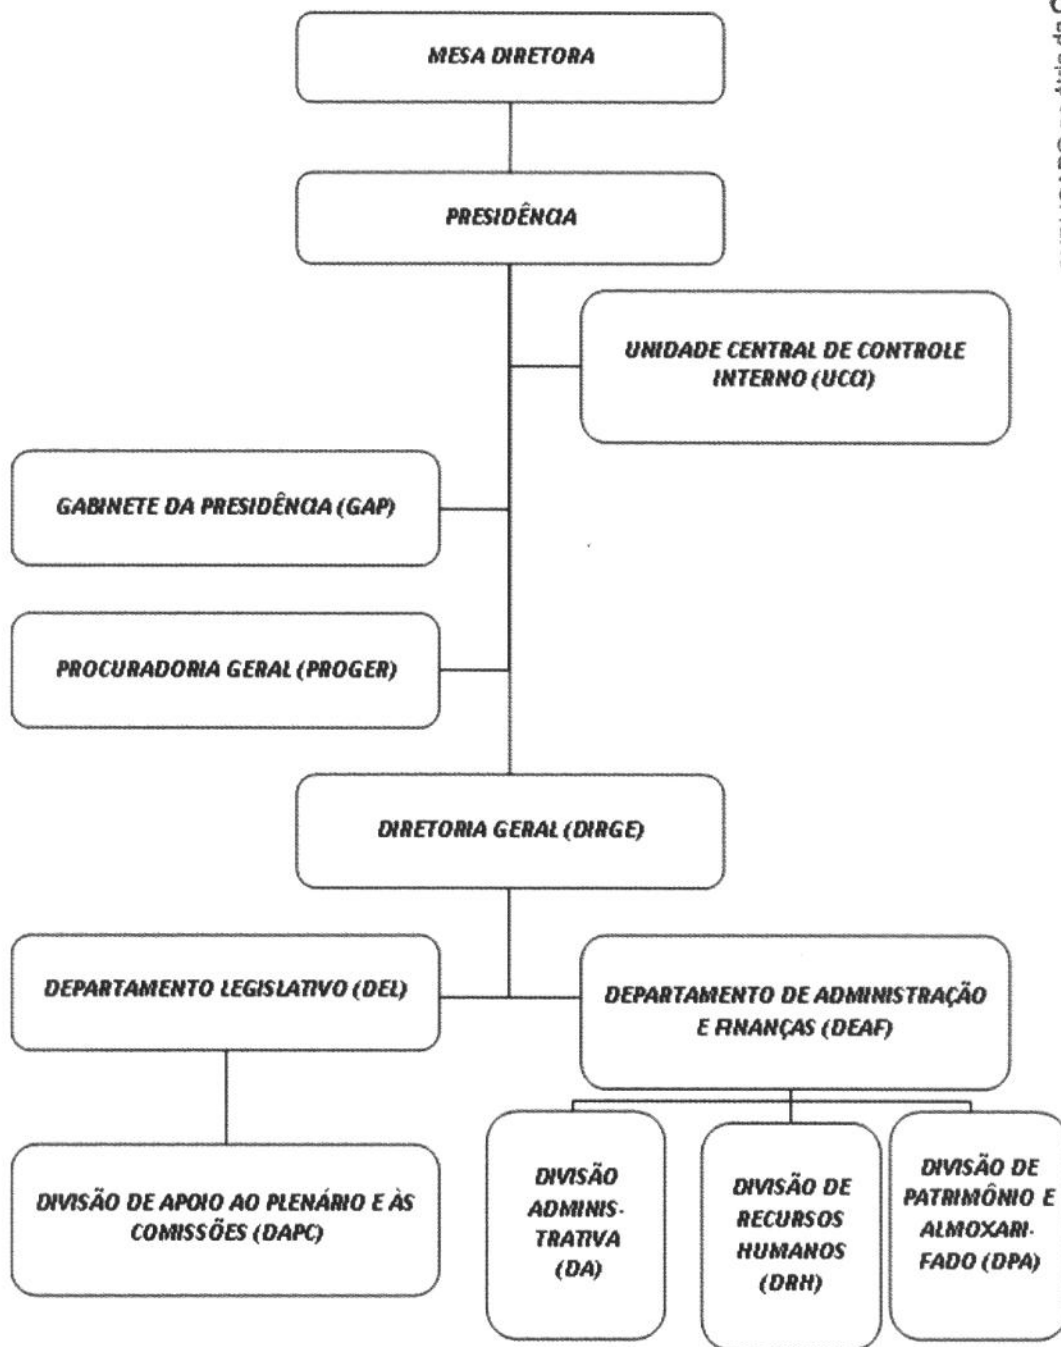 MESA DIRETORA
PRESIDÊNCIA
UNIDADE CENTRAL DE CONTROLE
INTERNO (UCCI)
GABINETE DA PRESIDÊNCIA (GAP)
PROCURADORIA GERAL (PROGER)
DIRETORIA GERAL (DIRGE)
DEPARTAMENTO LEGISLATIVO (DEL)
DEPARTAMENTO DE ADMINISTRAÇÃO
E FINANÇAS (DEAF)
DIVISÃO DE APOIO AO PLENÁRIO E ÀS
COMISSÕES (DAPC)
DIVISÃO
ADMINIS-
TRATIVA
(DA)
DIVISÃO DE
RECURSOS
HUMANOS
(DRH)
DIVISÃO DE
PATRIMÔNIO E
ALMOXARI-
FADO (DPA)